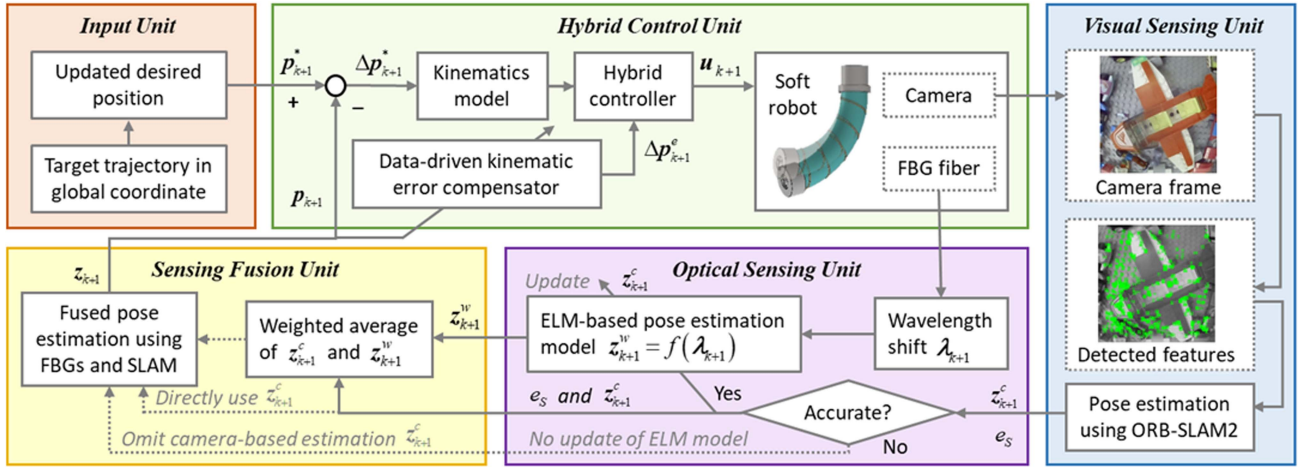 Input Unit
Updated desired
position
Target trajectory in
global coordinate
Hybrid Control Unit
p*ₖ₊₁
+
−
Δp*ₖ₊₁
Kinematics
model
Hybrid
controller
uₖ₊₁
Data-driven kinematic
error compensator
Δpᵉₖ₊₁
pₖ₊₁
Soft
robot
Camera
FBG fiber
Visual Sensing Unit
Camera frame
Detected features
Pose estimation
using ORB-SLAM2
Sensing Fusion Unit
zₖ₊₁
Fused pose
estimation using
FBGs and SLAM
Weighted average
of zᶜₖ₊₁ and zʷₖ₊₁
zʷₖ₊₁
Directly use zᶜₖ₊₁
Omit camera-based estimation zᶜₖ₊₁
Optical Sensing Unit
Update zᶜₖ₊₁
ELM-based pose estimation
model zʷₖ₊₁ = f(λₖ₊₁)
Wavelength
shift λₖ₊₁
eS and zᶜₖ₊₁
Yes
Accurate?
No
No update of ELM model
zᶜₖ₊₁
eS